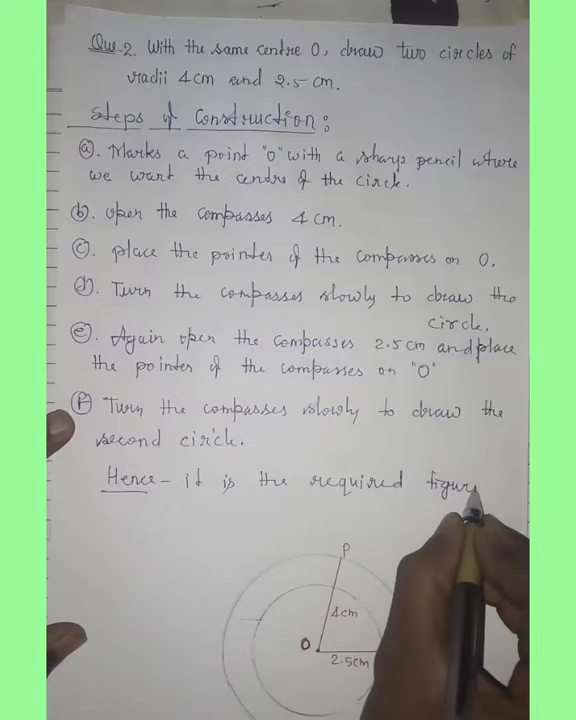 Que-2. With the same centre O, draw two circles of
radii 4cm and 2.5 cm.
Steps of Construction:
(a). Marks a point "O" with a sharp pencil where
we want the centre of the circle.
(b). Open the compasses 4 cm.
(c). Place the pointer of the compasses on O.
(d). Turn the compasses slowly to draw the
circle.
(e). Again open the compasses 2.5 cm and place
the pointer of the compasses on "O"
(f) Turn the compasses slowly to draw the
second circle.
Hence - it is the required figure
P
4cm
O
2.5cm